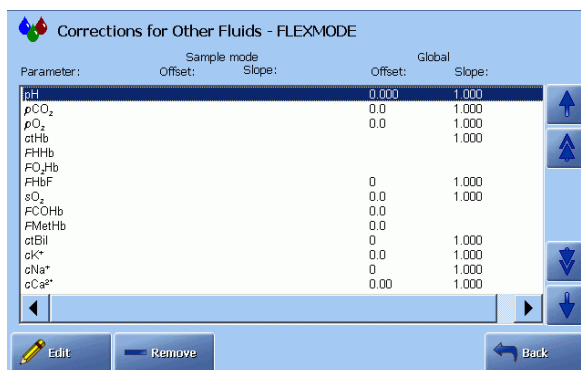 Corrections for Other Fluids - FLEXMODE
Sample mode Global
Parameter: Offset: Slope: Offset: Slope:
pH 0.000 1.000
pCO₂ 0.0 1.000
pO₂ 0.0 1.000
ctHb 1.000
FHHb
FO₂Hb
FHbF 0 1.000
sO₂ 0.0 1.000
FCOHb 0.0
FMetHb 0.0
ctBil 0 1.000
cK⁺ 0.0 1.000
cNa⁺ 0 1.000
cCa²⁺ 0.00 1.000
Edit Remove Back